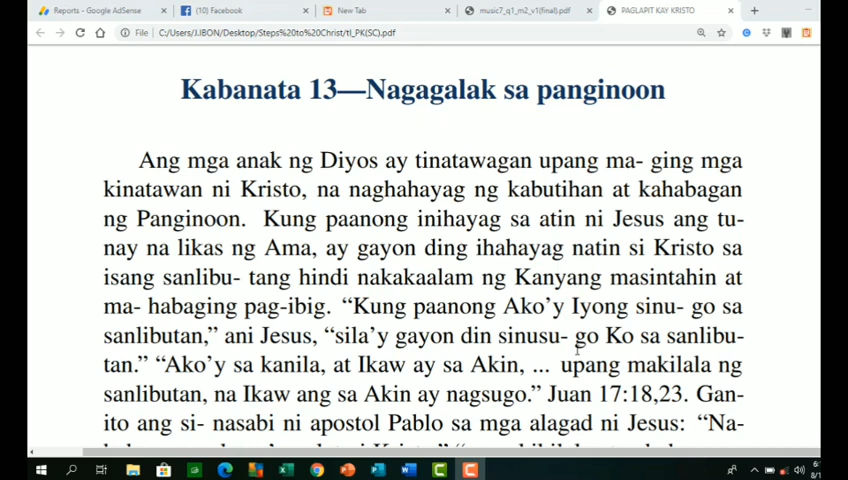 Reports - Google AdSense
(10) Facebook
New Tab
music7_q1_m2_v1(final).pdf
PAGLAPIT KAY KRISTO
File
C:/Users/J.IBON/Desktop/Steps%20to%20Christ/tl_PK(SC).pdf
Kabanata 13—Nagagalak sa panginoon
Ang mga anak ng Diyos ay tinatawagan upang ma- ging mga
kinatawan ni Kristo, na naghahayag ng kabutihan at kahabagan
ng Panginoon. Kung paanong inihayag sa atin ni Jesus ang tu-
nay na likas ng Ama, ay gayon ding ihahayag natin si Kristo sa
isang sanlibu- tang hindi nakakaalam ng Kanyang masintahin at
ma- habaging pag-ibig. “Kung paanong Ako’y Iyong sinu- go sa
sanlibutan,” ani Jesus, “sila’y gayon din sinusu- go Ko sa sanlibu-
tan.” “Ako’y sa kanila, at Ikaw ay sa Akin, ... upang makilala ng
sanlibutan, na Ikaw ang sa Akin ay nagsugo.” Juan 17:18,23. Gan-
ito ang si- nasabi ni apostol Pablo sa mga alagad ni Jesus: “Na-